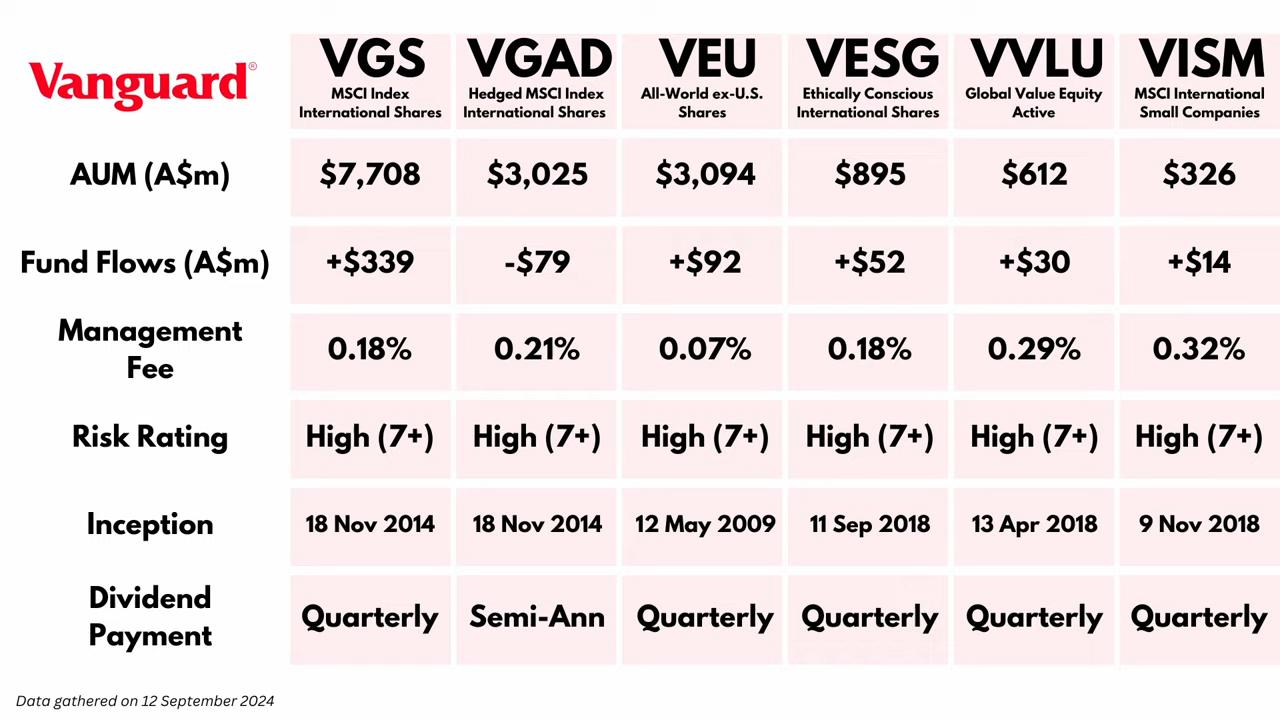 Vanguard®
VGS VGAD VEU VESG VVLU VISM
MSCI Index Hedged MSCI Index All-World ex-U.S. Ethically Conscious Global Value Equity MSCI International
International Shares International Shares Shares International Shares Active Small Companies
AUM (A$m) $7,708 $3,025 $3,094 $895 $612 $326
Fund Flows (A$m) +$339 -$79 +$92 +$52 +$30 +$14
Management
Fee
0.18% 0.21% 0.07% 0.18% 0.29% 0.32%
Risk Rating High (7+) High (7+) High (7+) High (7+) High (7+) High (7+)
Inception 18 Nov 2014 18 Nov 2014 12 May 2009 11 Sep 2018 13 Apr 2018 9 Nov 2018
Dividend
Payment
Quarterly Semi-Ann Quarterly Quarterly Quarterly Quarterly
Data gathered on 12 September 2024